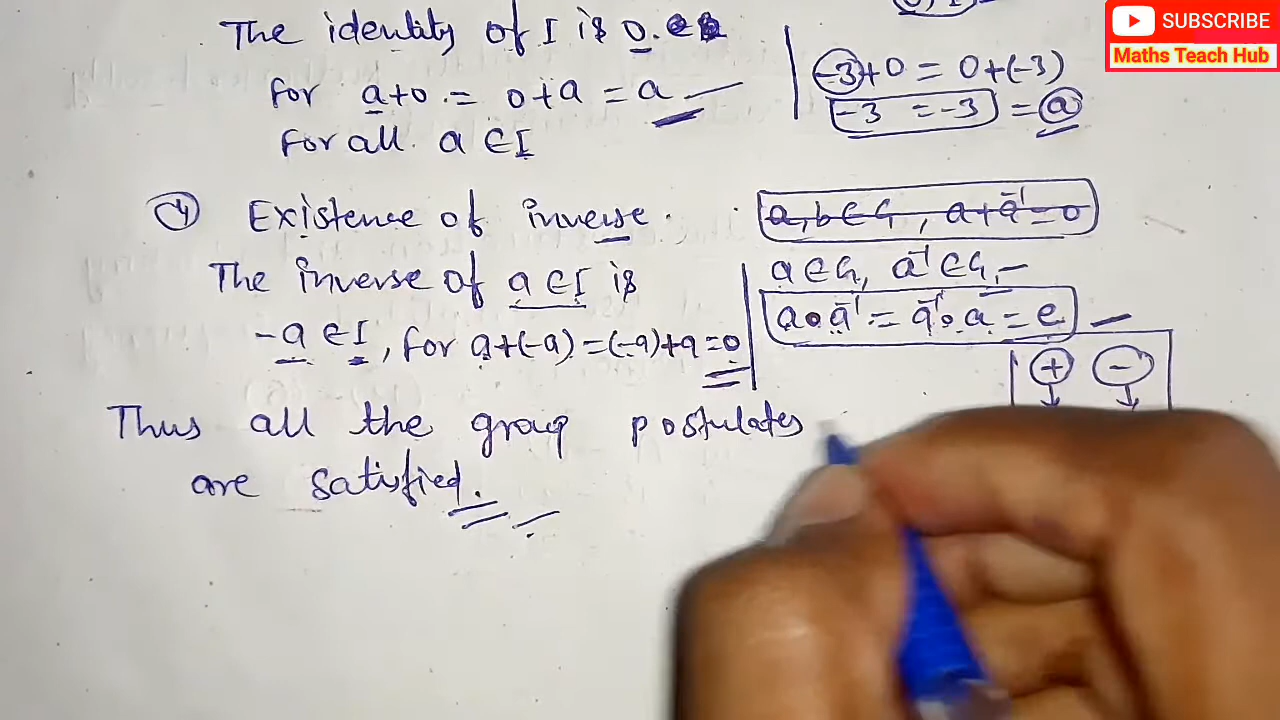 The identity of I is 0.
for a+0 = 0+a = a
for all a ∈ I
-3+0 = 0+(-3)
-3 = -3 = a
④ Existence of inverse.
The inverse of a ∈ I is
-a ∈ I, for a+(-a) = (-a)+a = 0
a,b ∈ G, a+a⁻¹ = 0
a ∈ G, a⁻¹ ∈ G,
a∘a⁻¹ = a⁻¹∘a = e
+ -
Thus all the group postulates
are satisfied.
SUBSCRIBE
Maths Teach Hub